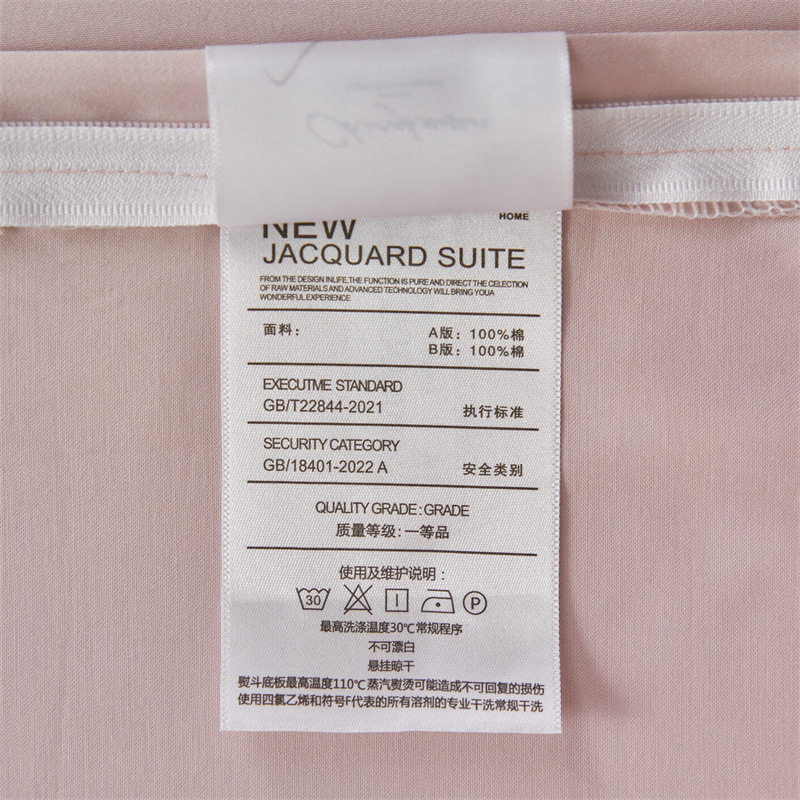 HOME
NEW
JACQUARD SUITE
FROM THE DESIGN INLIFE,THE FUNCTION IS PURE AND DIRECT THE CELECTION
OF RAW MATERIALS AND ADVANCED TECHNOLOGY WILL BRING YOUA
WONDERFUL EXPERIENCE
面料： A版：100%棉
B版：100%棉
EXECUTME STANDARD
GB/T22844-2021 执行标准
SECURITY CATEGORY
GB/18401-2022 A 安全类别
QUALITY GRADE：GRADE
质量等级：一等品
使用及维护说明：
30 P
最高洗涤温度30℃常规程序
不可漂白
悬挂晾干
熨斗底板最高温度110℃蒸汽熨烫可能造成不可回复的损伤
使用四氯乙烯和符号F代表的所有溶剂的专业干洗常规干洗